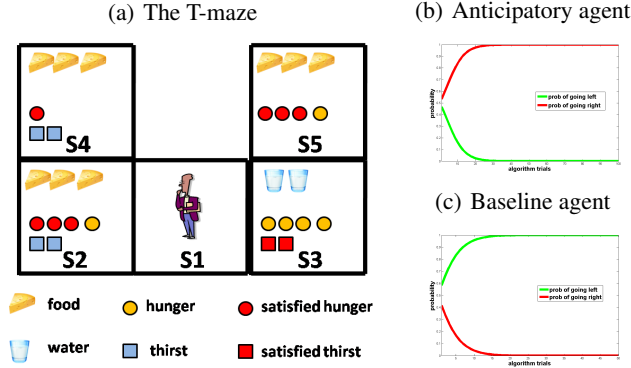 (a) The T-maze
S4
S5
S2
S1
S3
food
hunger
satisfied hunger
water
thirst
satisfied thirst
(b) Anticipatory agent
probability
prob of going left
prob of going right
algorithm trials
(c) Baseline agent
probability
prob of going left
prob of going right
algorithm trials